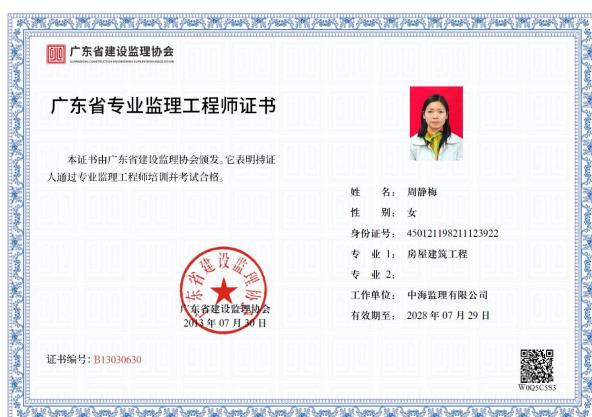 广东省建设监理协会
GUANGDONG CONSTRUCTION ENGINEERING SUPERVISION ASSOCIATION
广东省专业监理工程师证书
本证书由广东省建设监理协会颁发。它表明持证
人通过专业监理工程师培训并考试合格。
姓 名: 周静梅
性 别: 女
身份证号: 450121198211123922
专 业 1: 房屋建筑工程
专 业 2:
工作单位: 中海监理有限公司
有效期至: 2028 年 07 月 29 日
广东省建设监理协会
广东省建设监理协会
2013 年 07 月 30 日
证书编号: B13030630
W0Q5C5S3